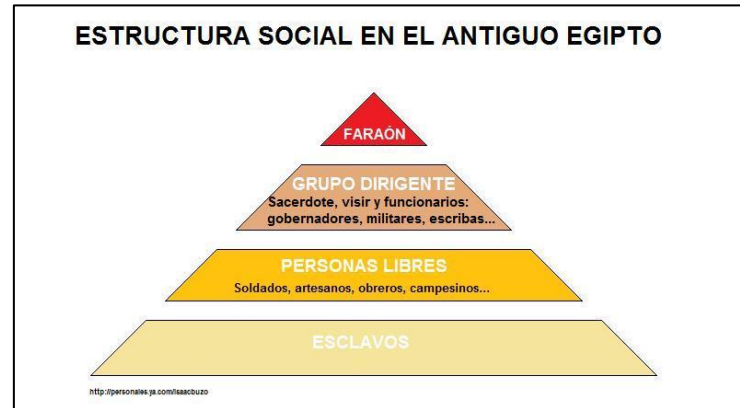 ESTRUCTURA SOCIAL EN EL ANTIGUO EGIPTO
FARAÓN
GRUPO DIRIGENTE
Sacerdote, visir y funcionarios:
gobernadores, militares, escribas...
PERSONAS LIBRES
Soldados, artesanos, obreros, campesinos...
ESCLAVOS
http://personales.ya.com/isaacbuzo